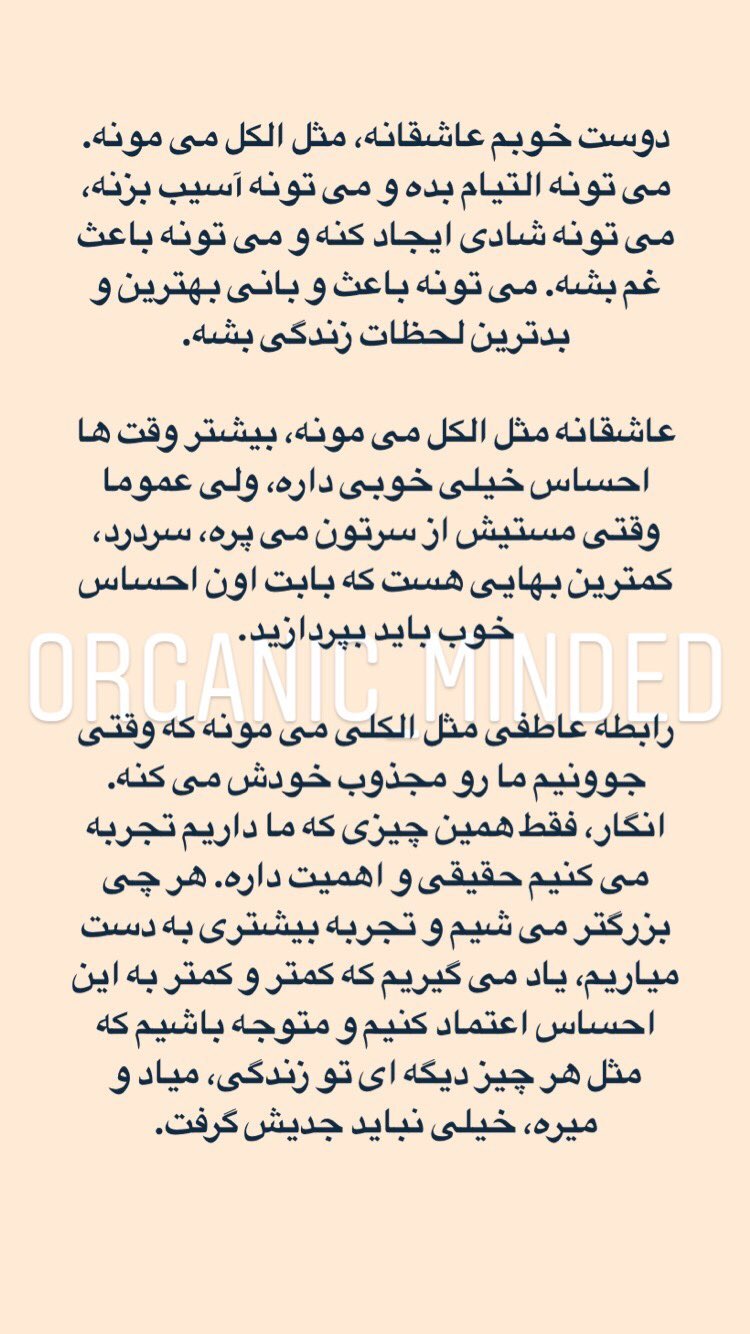 دوست خوبم عاشقانه، مثل الکل می مونه.
می تونه التیام بده و می تونه آسیب بزنه،
می تونه شادی ایجاد کنه و می تونه باعث
غم بشه. می تونه باعث و بانی بهترین و
بدترین لحظات زندگی بشه.
عاشقانه مثل الکل می مونه، بیشتر وقت ها
احساس خیلی خوبی داره، ولی عموما
وقتی مستیش از سرتون می پره، سردرد،
کمترین بهایی هست که بابت اون احساس
خوب باید بپردازید.
ORGANIC_MINDED
رابطه عاطفی مثل الکلی می مونه که وقتی
جوونیم ما رو مجذوب خودش می کنه.
انگار، فقط همین چیزی که ما داریم تجربه
می کنیم حقیقی و اهمیت داره. هر چی
بزرگتر می شیم و تجربه بیشتری به دست
میاریم، یاد می گیریم که کمتر و کمتر به این
احساس اعتماد کنیم و متوجه باشیم که
مثل هر چیز دیگه ای تو زندگی، میاد و
میره، خیلی نباید جدیش گرفت.